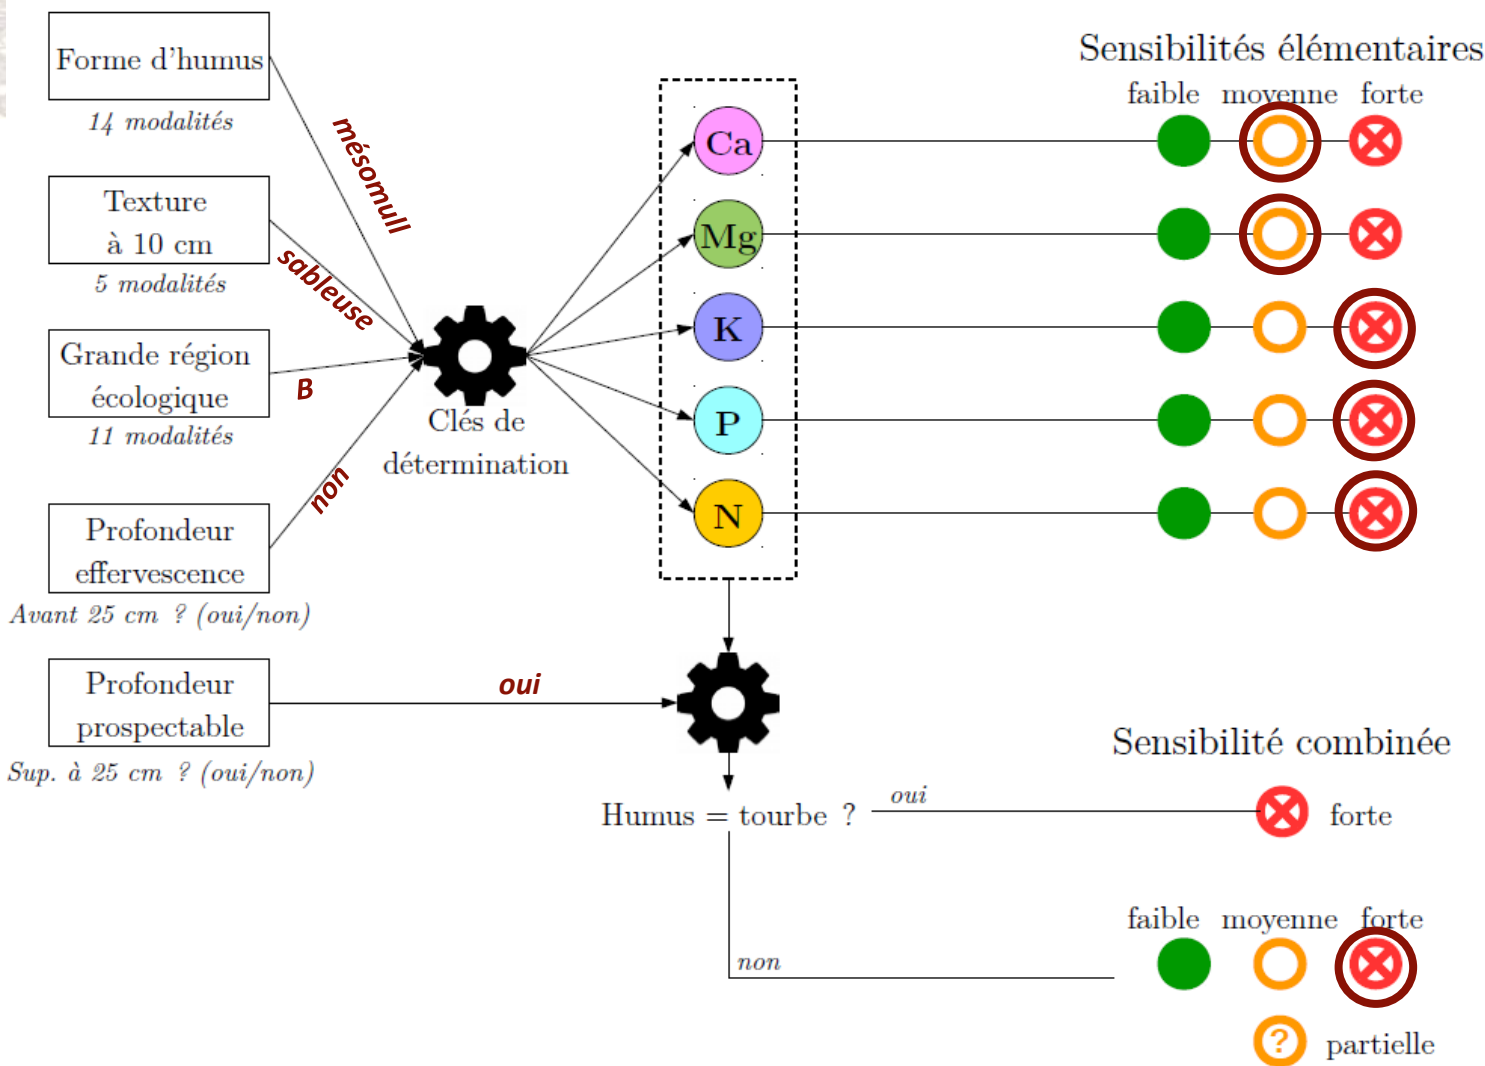 Forme d'humus
14 modalités
mésomull
Texture
à 10 cm
5 modalités
sableuse
Grande région
écologique
11 modalités
B
Profondeur
effervescence
Avant 25 cm ? (oui/non)
non
Clés de
détermination
Ca
Mg
K
P
N
Sensibilités élémentaires
faible moyenne forte
Profondeur
prospectable
Sup. à 25 cm ? (oui/non)
oui
Sensibilité combinée
Humus = tourbe ?
oui
forte
non
faible moyenne forte
? partielle